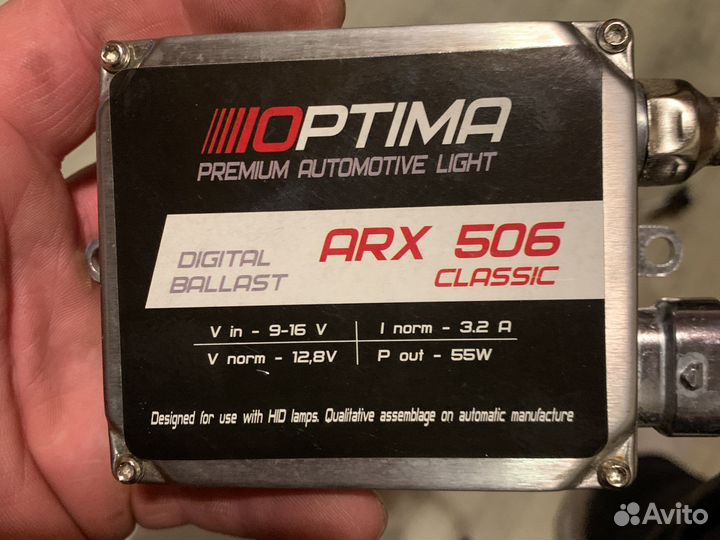 OPTIMA
PREMIUM AUTOMOTIVE LIGHT
DIGITAL
BALLAST
ARX 506
CLASSIC
V in - 9-16 V
I norm - 3.2 A
V norm - 12,8V
P out - 55W
Designed for use with HID lamps. Qualitative assemblage on automatic manufacture
Avito